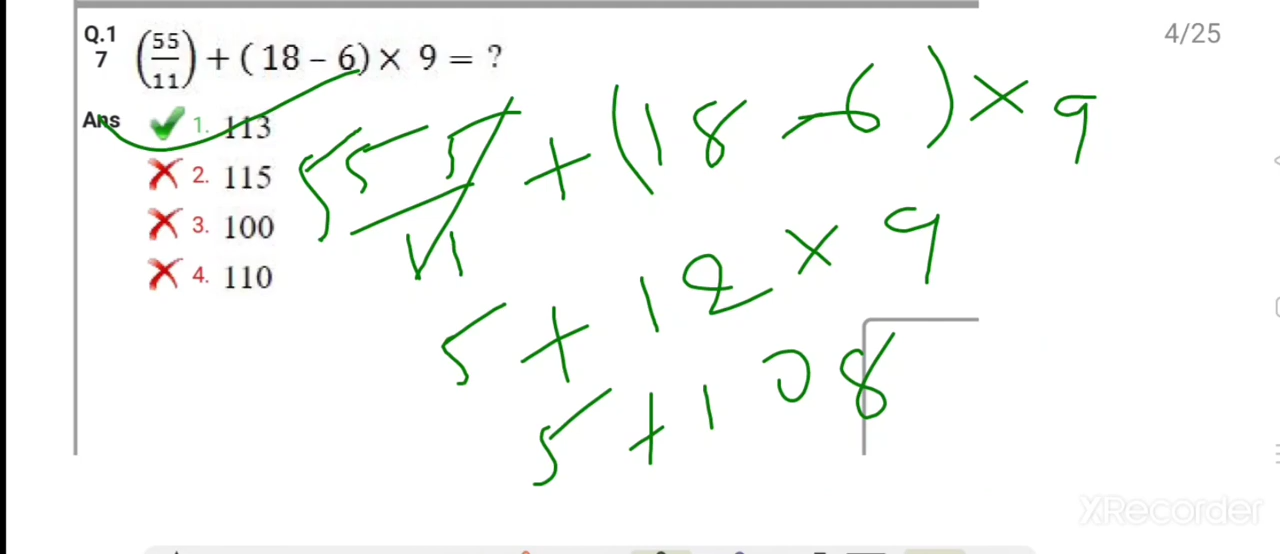 Q.1
7 (55/11) + (18 − 6) × 9 = ?
4/25
Ans 1. 113
2. 115
3. 100
4. 110
55 5/11 + (18 - 6) × 9
5 + 12 × 9
5 + 108
XRecorder